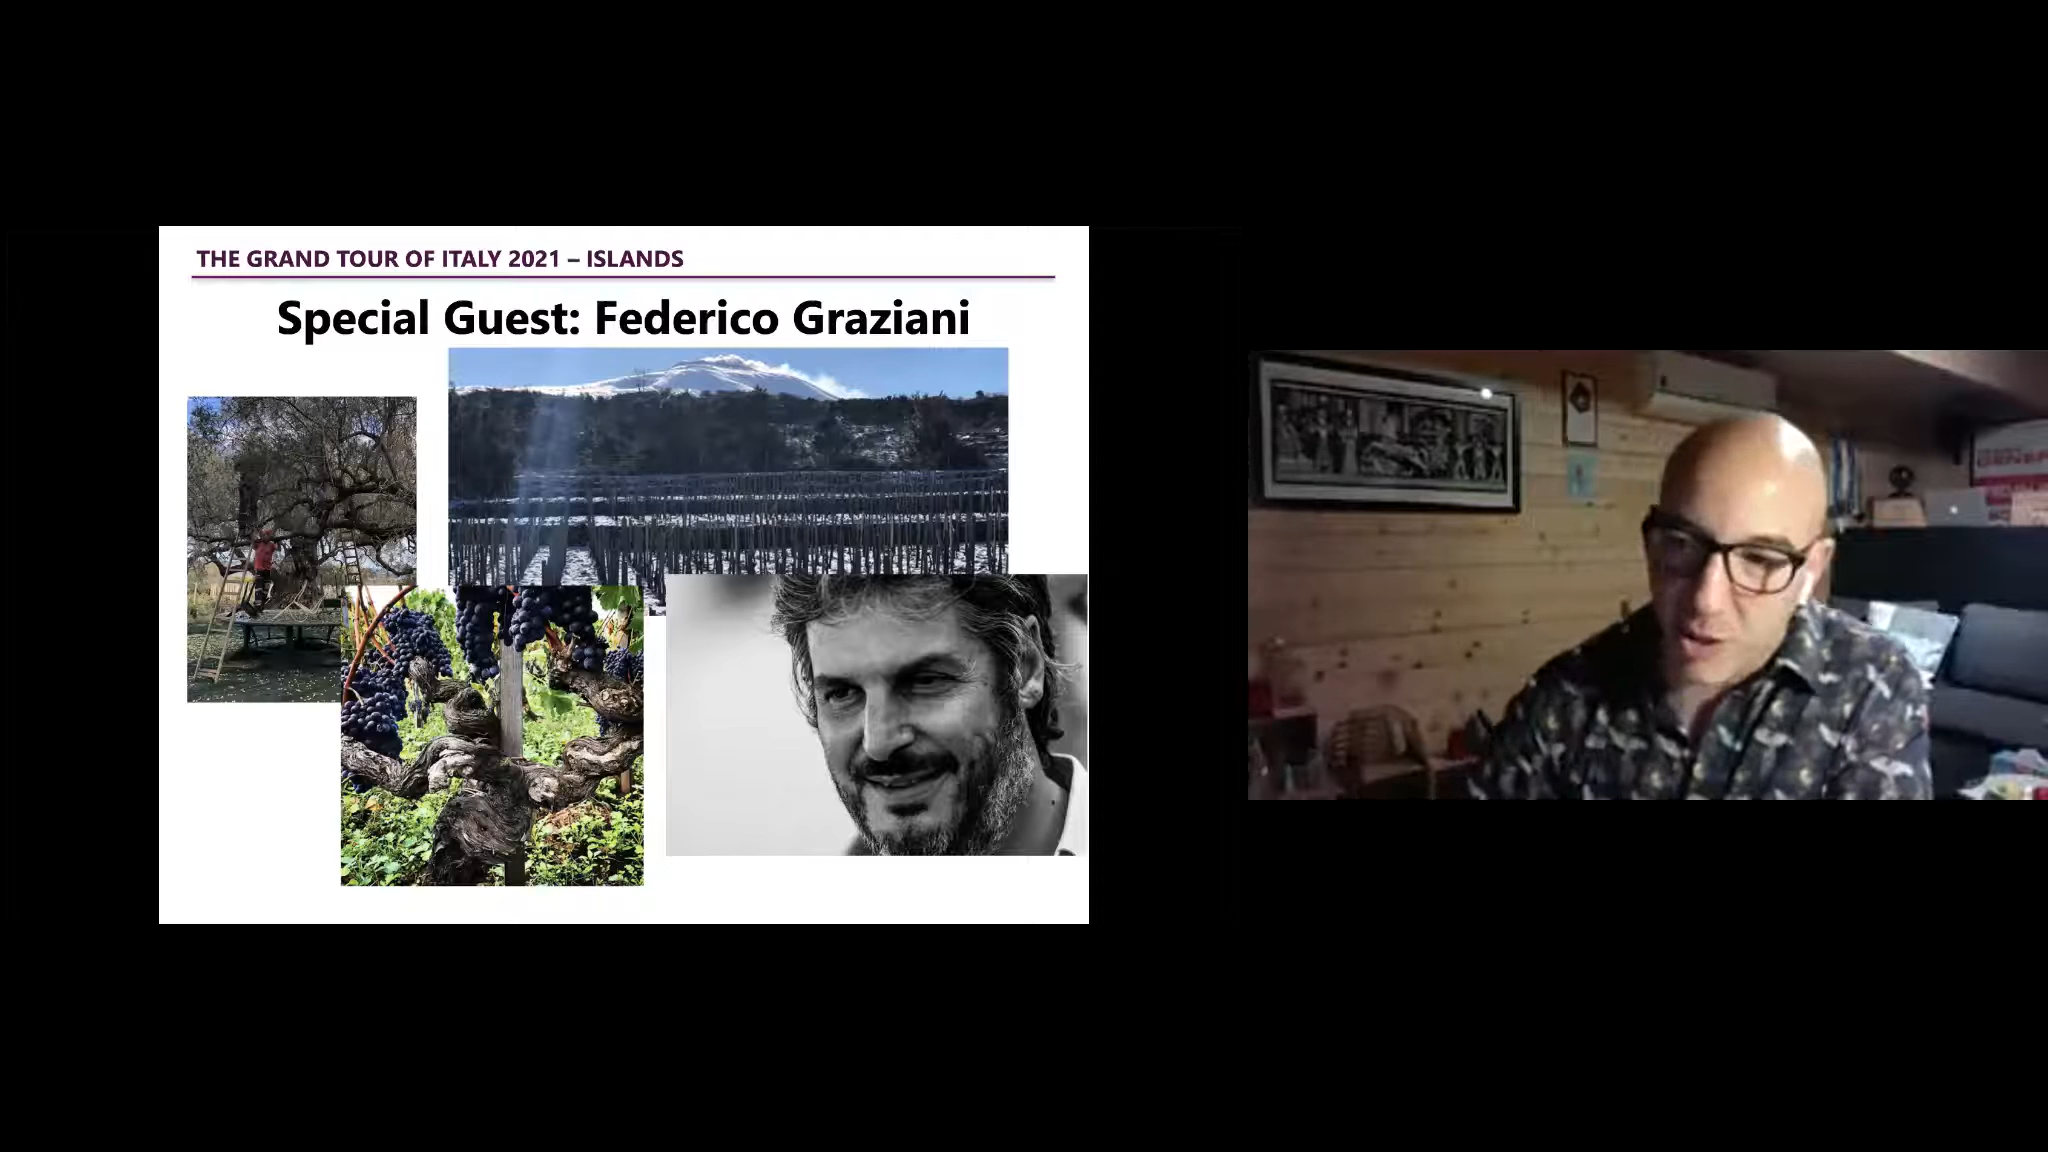 THE GRAND TOUR OF ITALY 2021 – ISLANDS
Special Guest: Federico Graziani